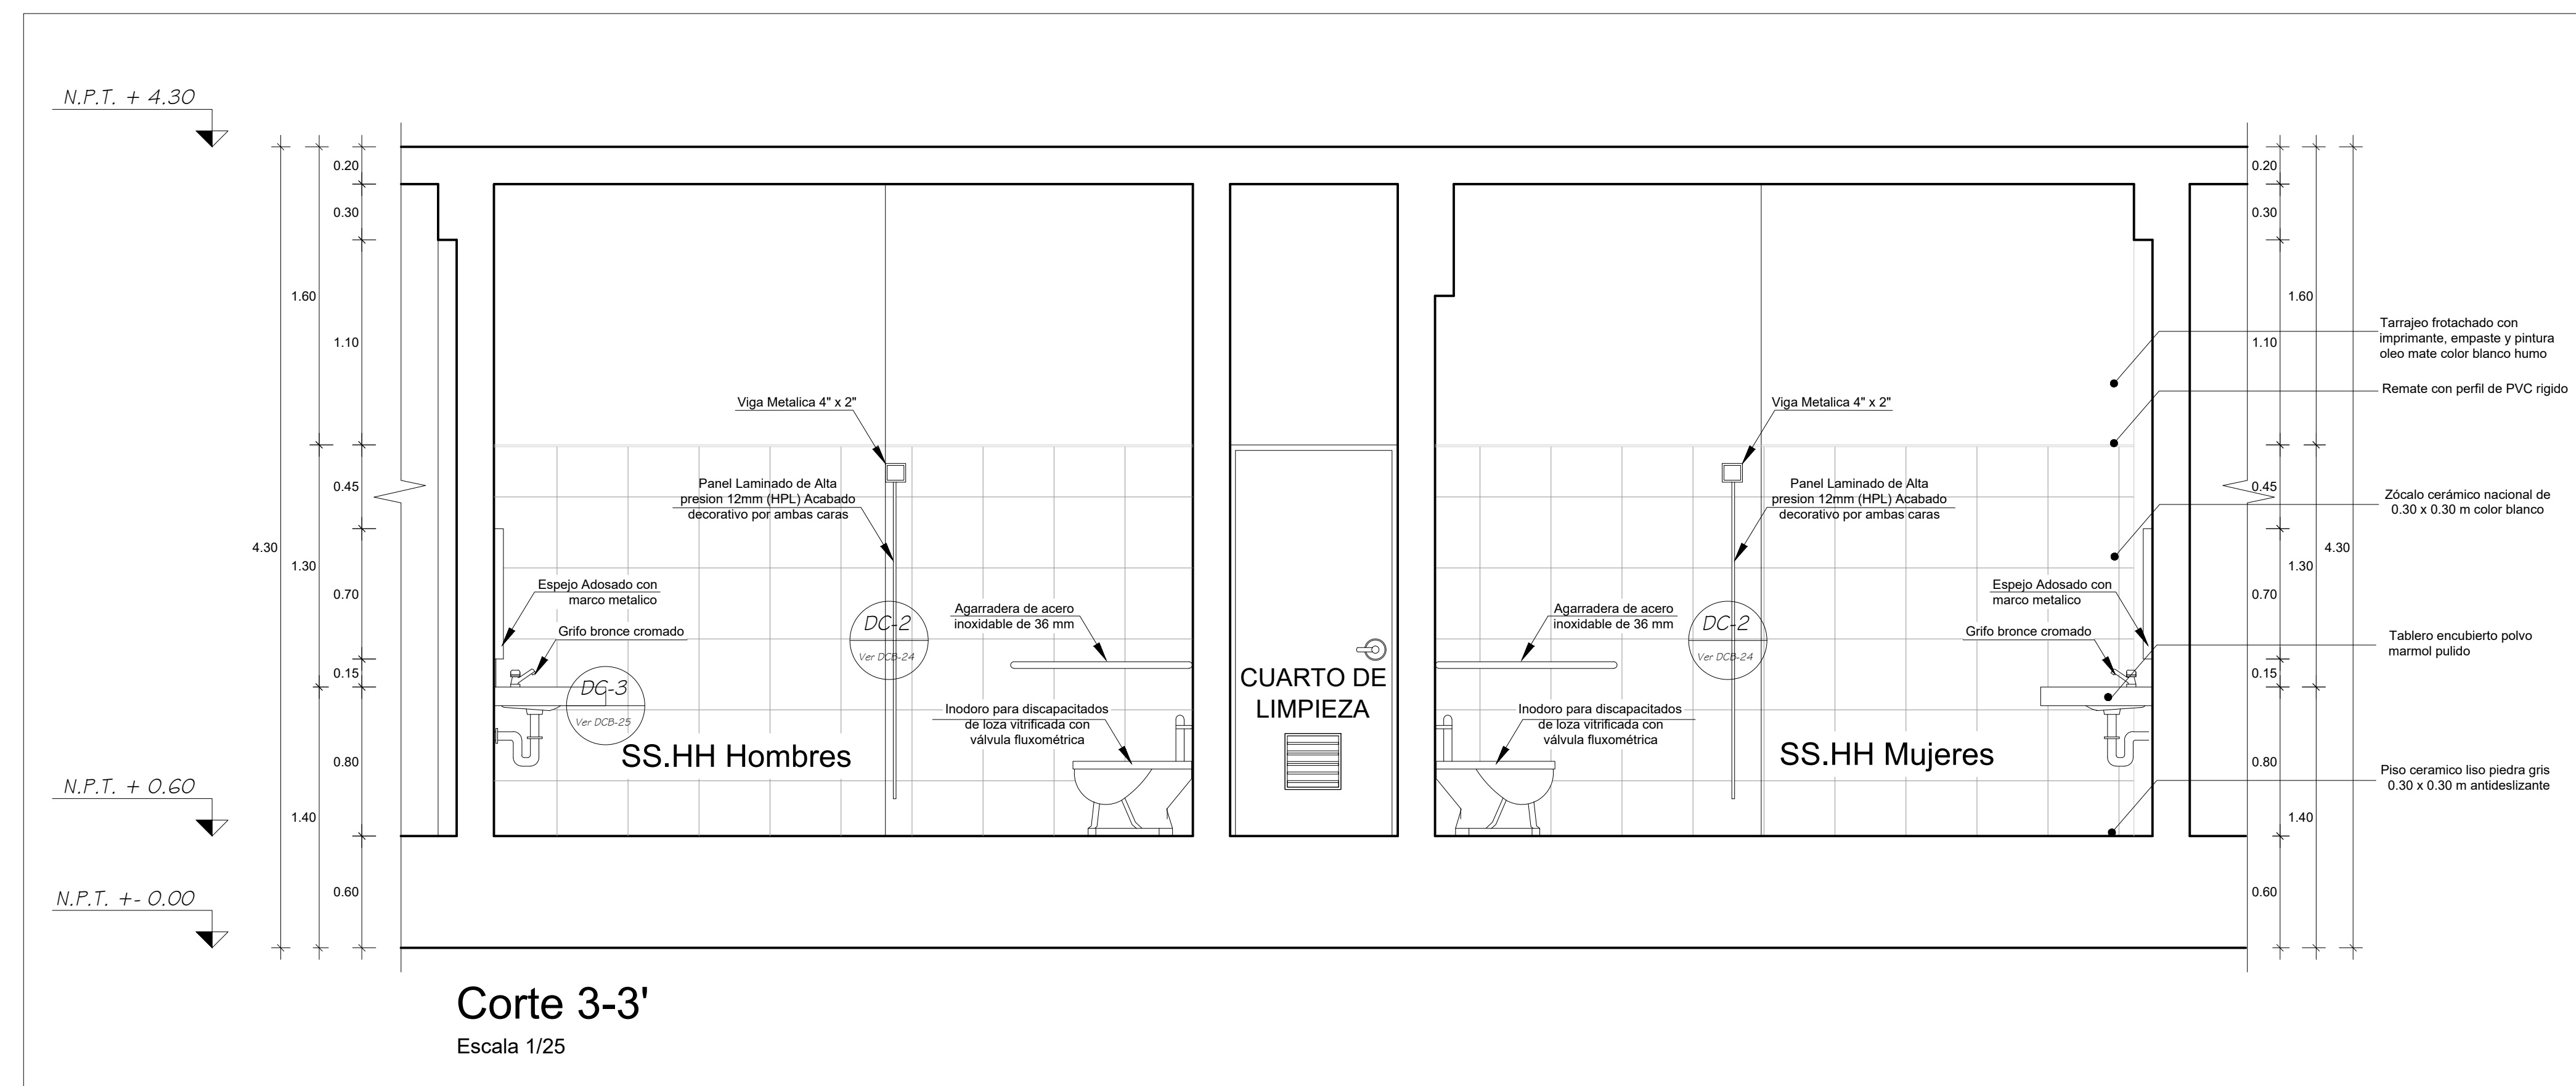 N.P.T. + 4.30
N.P.T. + 0.60
N.P.T. +- 0.00
4.30
1.60
1.30
1.40
0.20
0.30
1.10
0.45
0.70
0.15
0.80
0.60
Viga Metalica 4" x 2"
Panel Laminado de Alta
presion 12mm (HPL) Acabado
decorativo por ambas caras
Espejo Adosado con
marco metalico
Grifo bronce cromado
DC-3
Ver DCB-25
DC-2
Ver DCB-24
Agarradera de acero
inoxidable de 36 mm
Inodoro para discapacitados
de loza vitrificada con
válvula fluxométrica
SS.HH Hombres
CUARTO DE
LIMPIEZA
Viga Metalica 4" x 2"
Panel Laminado de Alta
presion 12mm (HPL) Acabado
decorativo por ambas caras
Agarradera de acero
inoxidable de 36 mm
DC-2
Ver DCB-24
Inodoro para discapacitados
de loza vitrificada con
válvula fluxométrica
SS.HH Mujeres
Espejo Adosado con
marco metalico
Grifo bronce cromado
0.20
0.30
1.10
0.45
0.70
0.15
0.80
0.60
1.60
1.30
1.40
4.30
Tarrajeo frotachado con
imprimante, empaste y pintura
oleo mate color blanco humo
Remate con perfil de PVC rigido
Zócalo cerámico nacional de
0.30 x 0.30 m color blanco
Tablero encubierto polvo
marmol pulido
Piso ceramico liso piedra gris
0.30 x 0.30 m antideslizante
Corte 3-3'
Escala 1/25